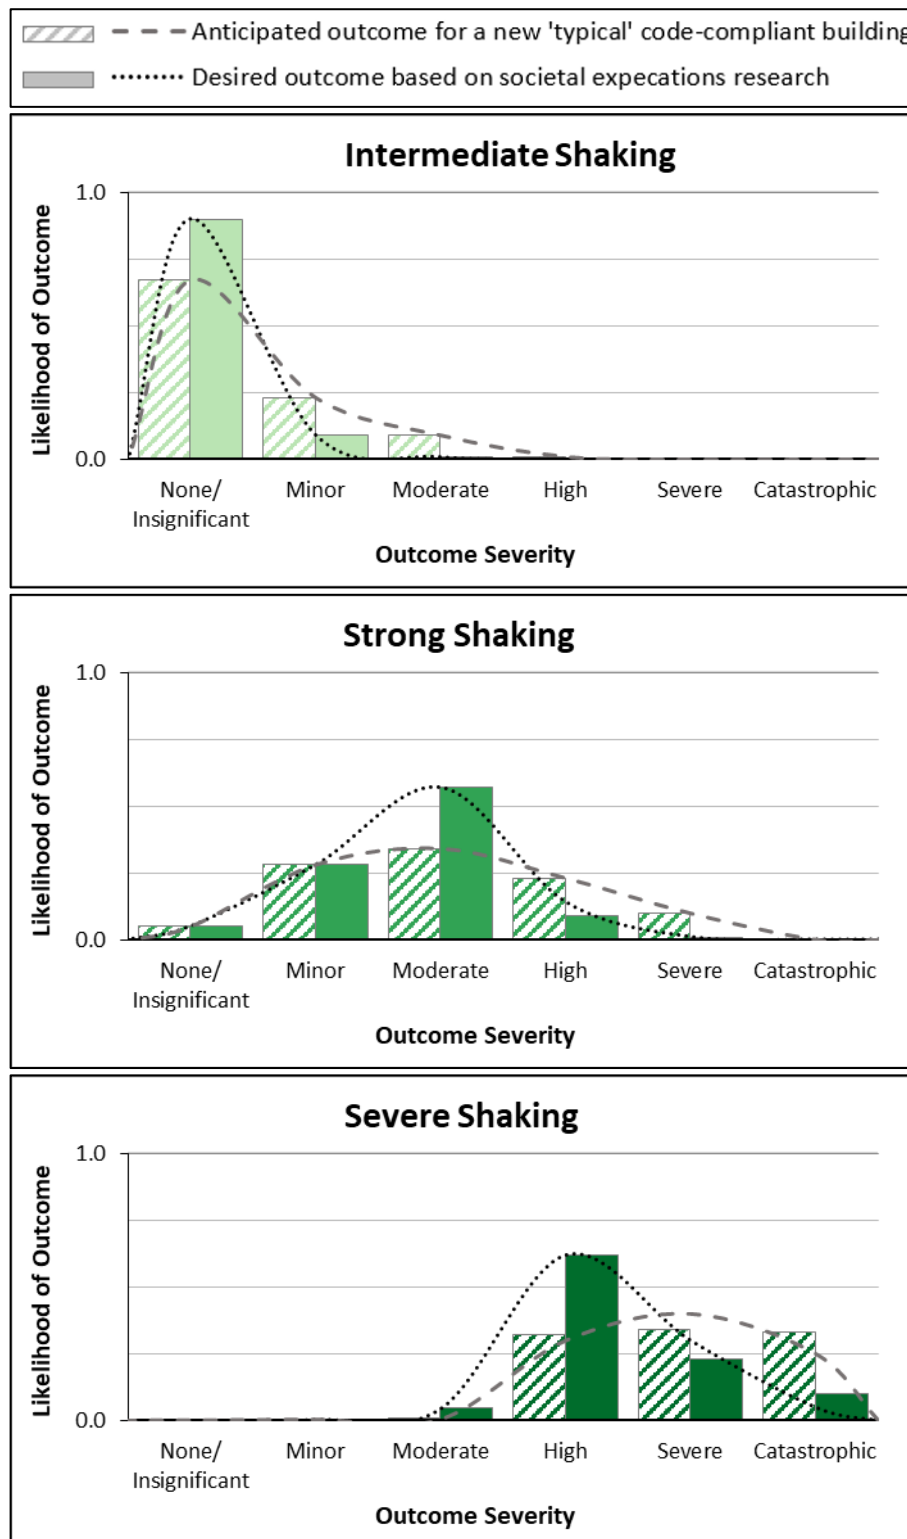 Anticipated outcome for a new 'typical' code-compliant building
Desired outcome based on societal expecations research
Intermediate Shaking
1.0
0.0
Likelihood of Outcome
None/
Insignificant
Minor
Moderate
High
Severe
Catastrophic
Outcome Severity
Strong Shaking
1.0
0.0
Likelihood of Outcome
None/
Insignificant
Minor
Moderate
High
Severe
Catastrophic
Outcome Severity
Severe Shaking
1.0
0.0
Likelihood of Outcome
None/
Insignificant
Minor
Moderate
High
Severe
Catastrophic
Outcome Severity